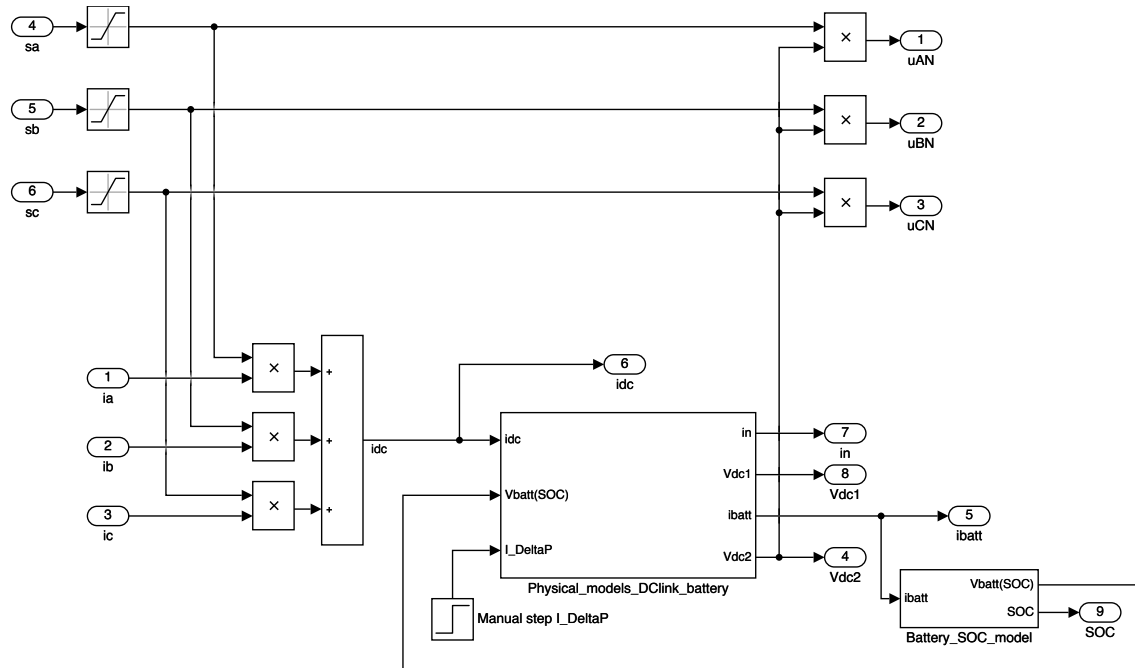 4
sa
×
1
uAN
5
sb
×
2
uBN
6
sc
×
3
uCN
1
ia
×
+
6
idc
2
ib
×
+
idc
3
ic
×
+
idc
Vbatt(SOC)
I_DeltaP
in
Vdc1
ibatt
Vdc2
Physical_models_DClink_battery
7
in
8
Vdc1
5
ibatt
4
Vdc2
Manual step I_DeltaP
ibatt
Vbatt(SOC)
SOC
Battery_SOC_model
9
SOC